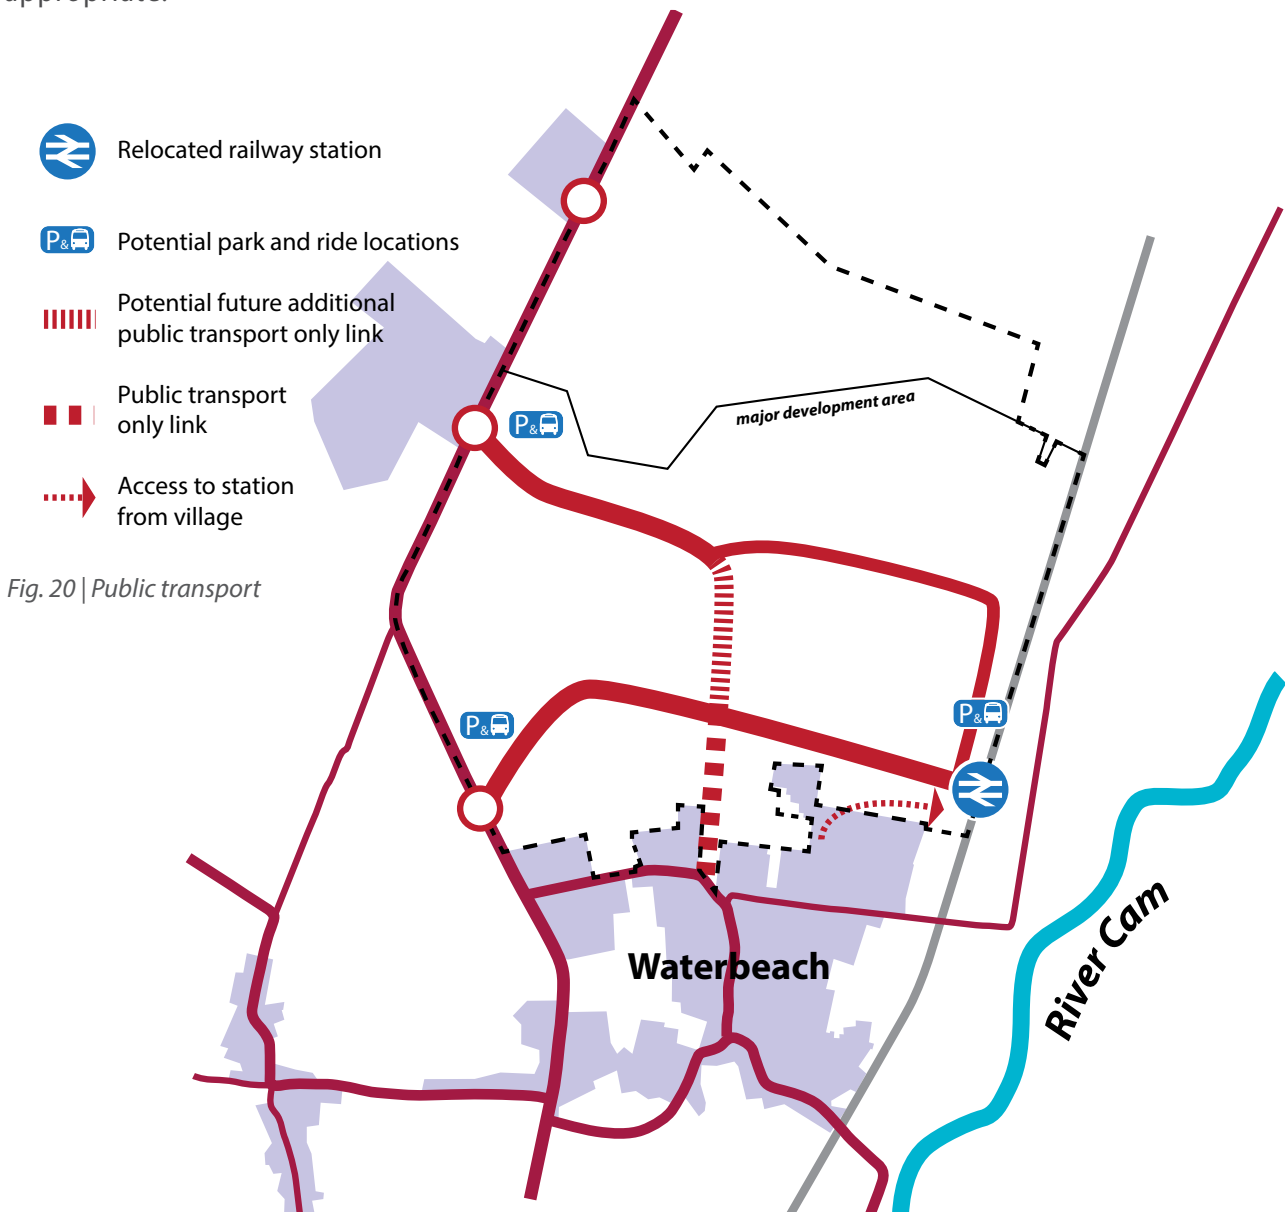 appropriate.
Relocated railway station
P&
Potential park and ride locations
Potential future additional
public transport only link
Public transport
only link
Access to station
from village
Fig. 20 | Public transport
P&
major development area
P&
P&
Waterbeach
River Cam